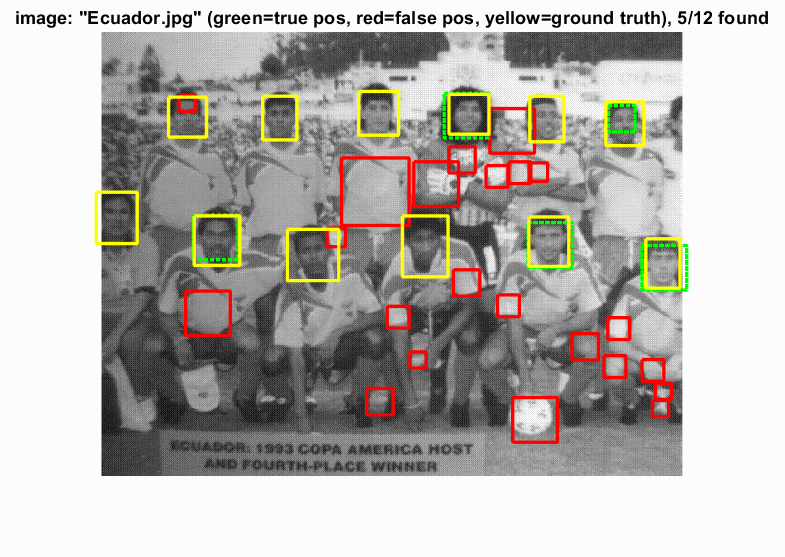 image: "Ecuador.jpg" (green=true pos, red=false pos, yellow=ground truth), 5/12 found
ECUADOR: 1993 COPA AMERICA HOST
AND FOURTH-PLACE WINNER